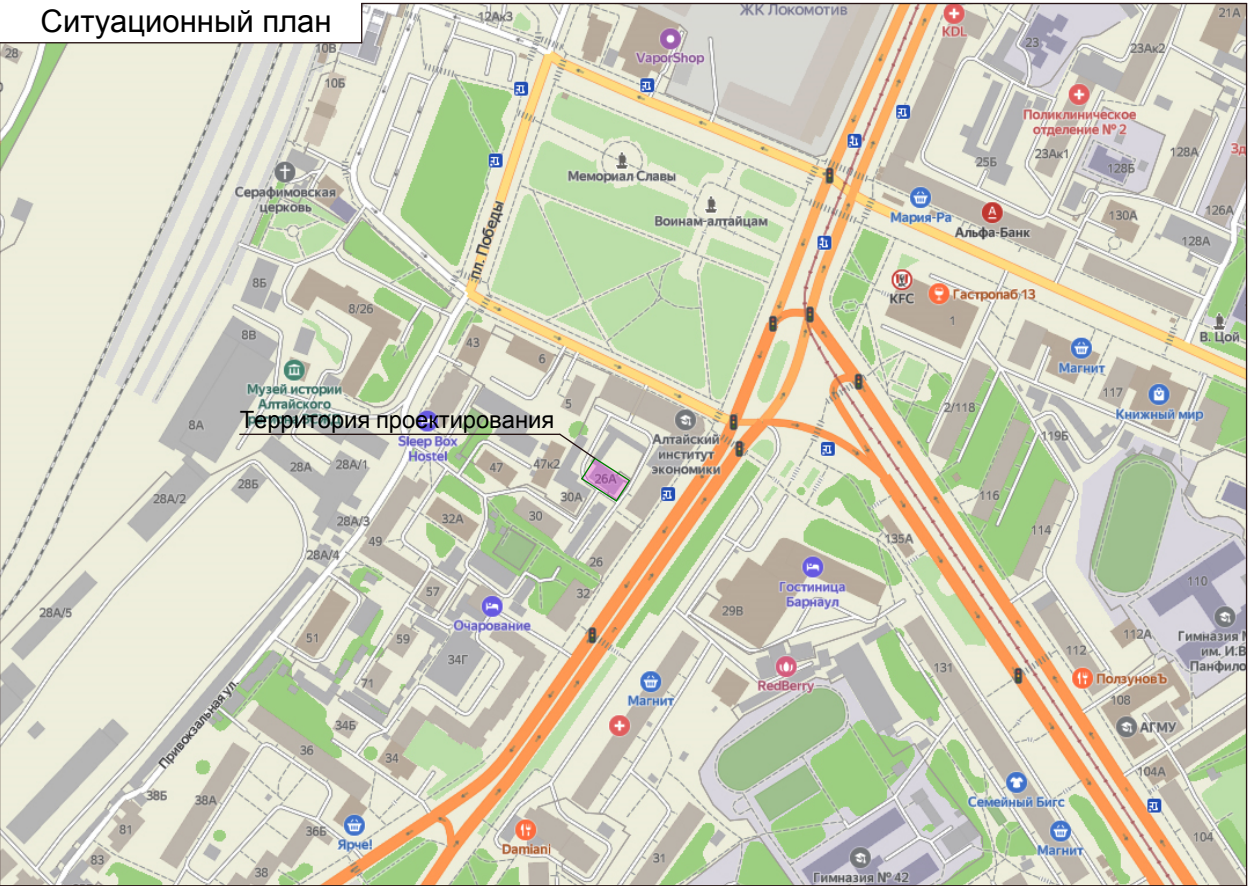 Ситуационный план
12Ак3
ЖК Локомотив
KDL
21А
28
10В
VaporShop
23
23Ак2
10Б
Поликлиническое
отделение № 2
Зд
25Б
23Ак1
128Б
128А
Серафимовская
церковь
Мемориал Славы
Воинам-алтайцам
Мария-Ра
Альфа-Банк
130А
126А
128А
пл. Победы
8Б
8/26
KFC
Гастропаб 13
1
В. Цой
8В
43
6
Магнит
Музей истории
Алтайского
117
Книжный мир
5
2/118
8А
Территория проектирования
Sleep Box
Hostel
Алтайский
институт
экономики
119Б
28А
28А/1
47
47к2
26А
28Б
28А/2
30А
116
28А/3
32А
30
114
49
135А
28А/4
26
57
32
Гостиница
Барнаул
110
28А/5
29В
Очарование
51
59
34Г
112А
Гимназия №
им. И.В
Панфило
131
112
71
RedBerry
ПолзуновЪ
Магнит
108
Привокзальная ул.
34Б
АГМУ
36
34
104А
38Б
38А
Семейный Бигс
81
36Б
Ярче!
Damiani
Магнит
104
83
38
31
Гимназия № 42